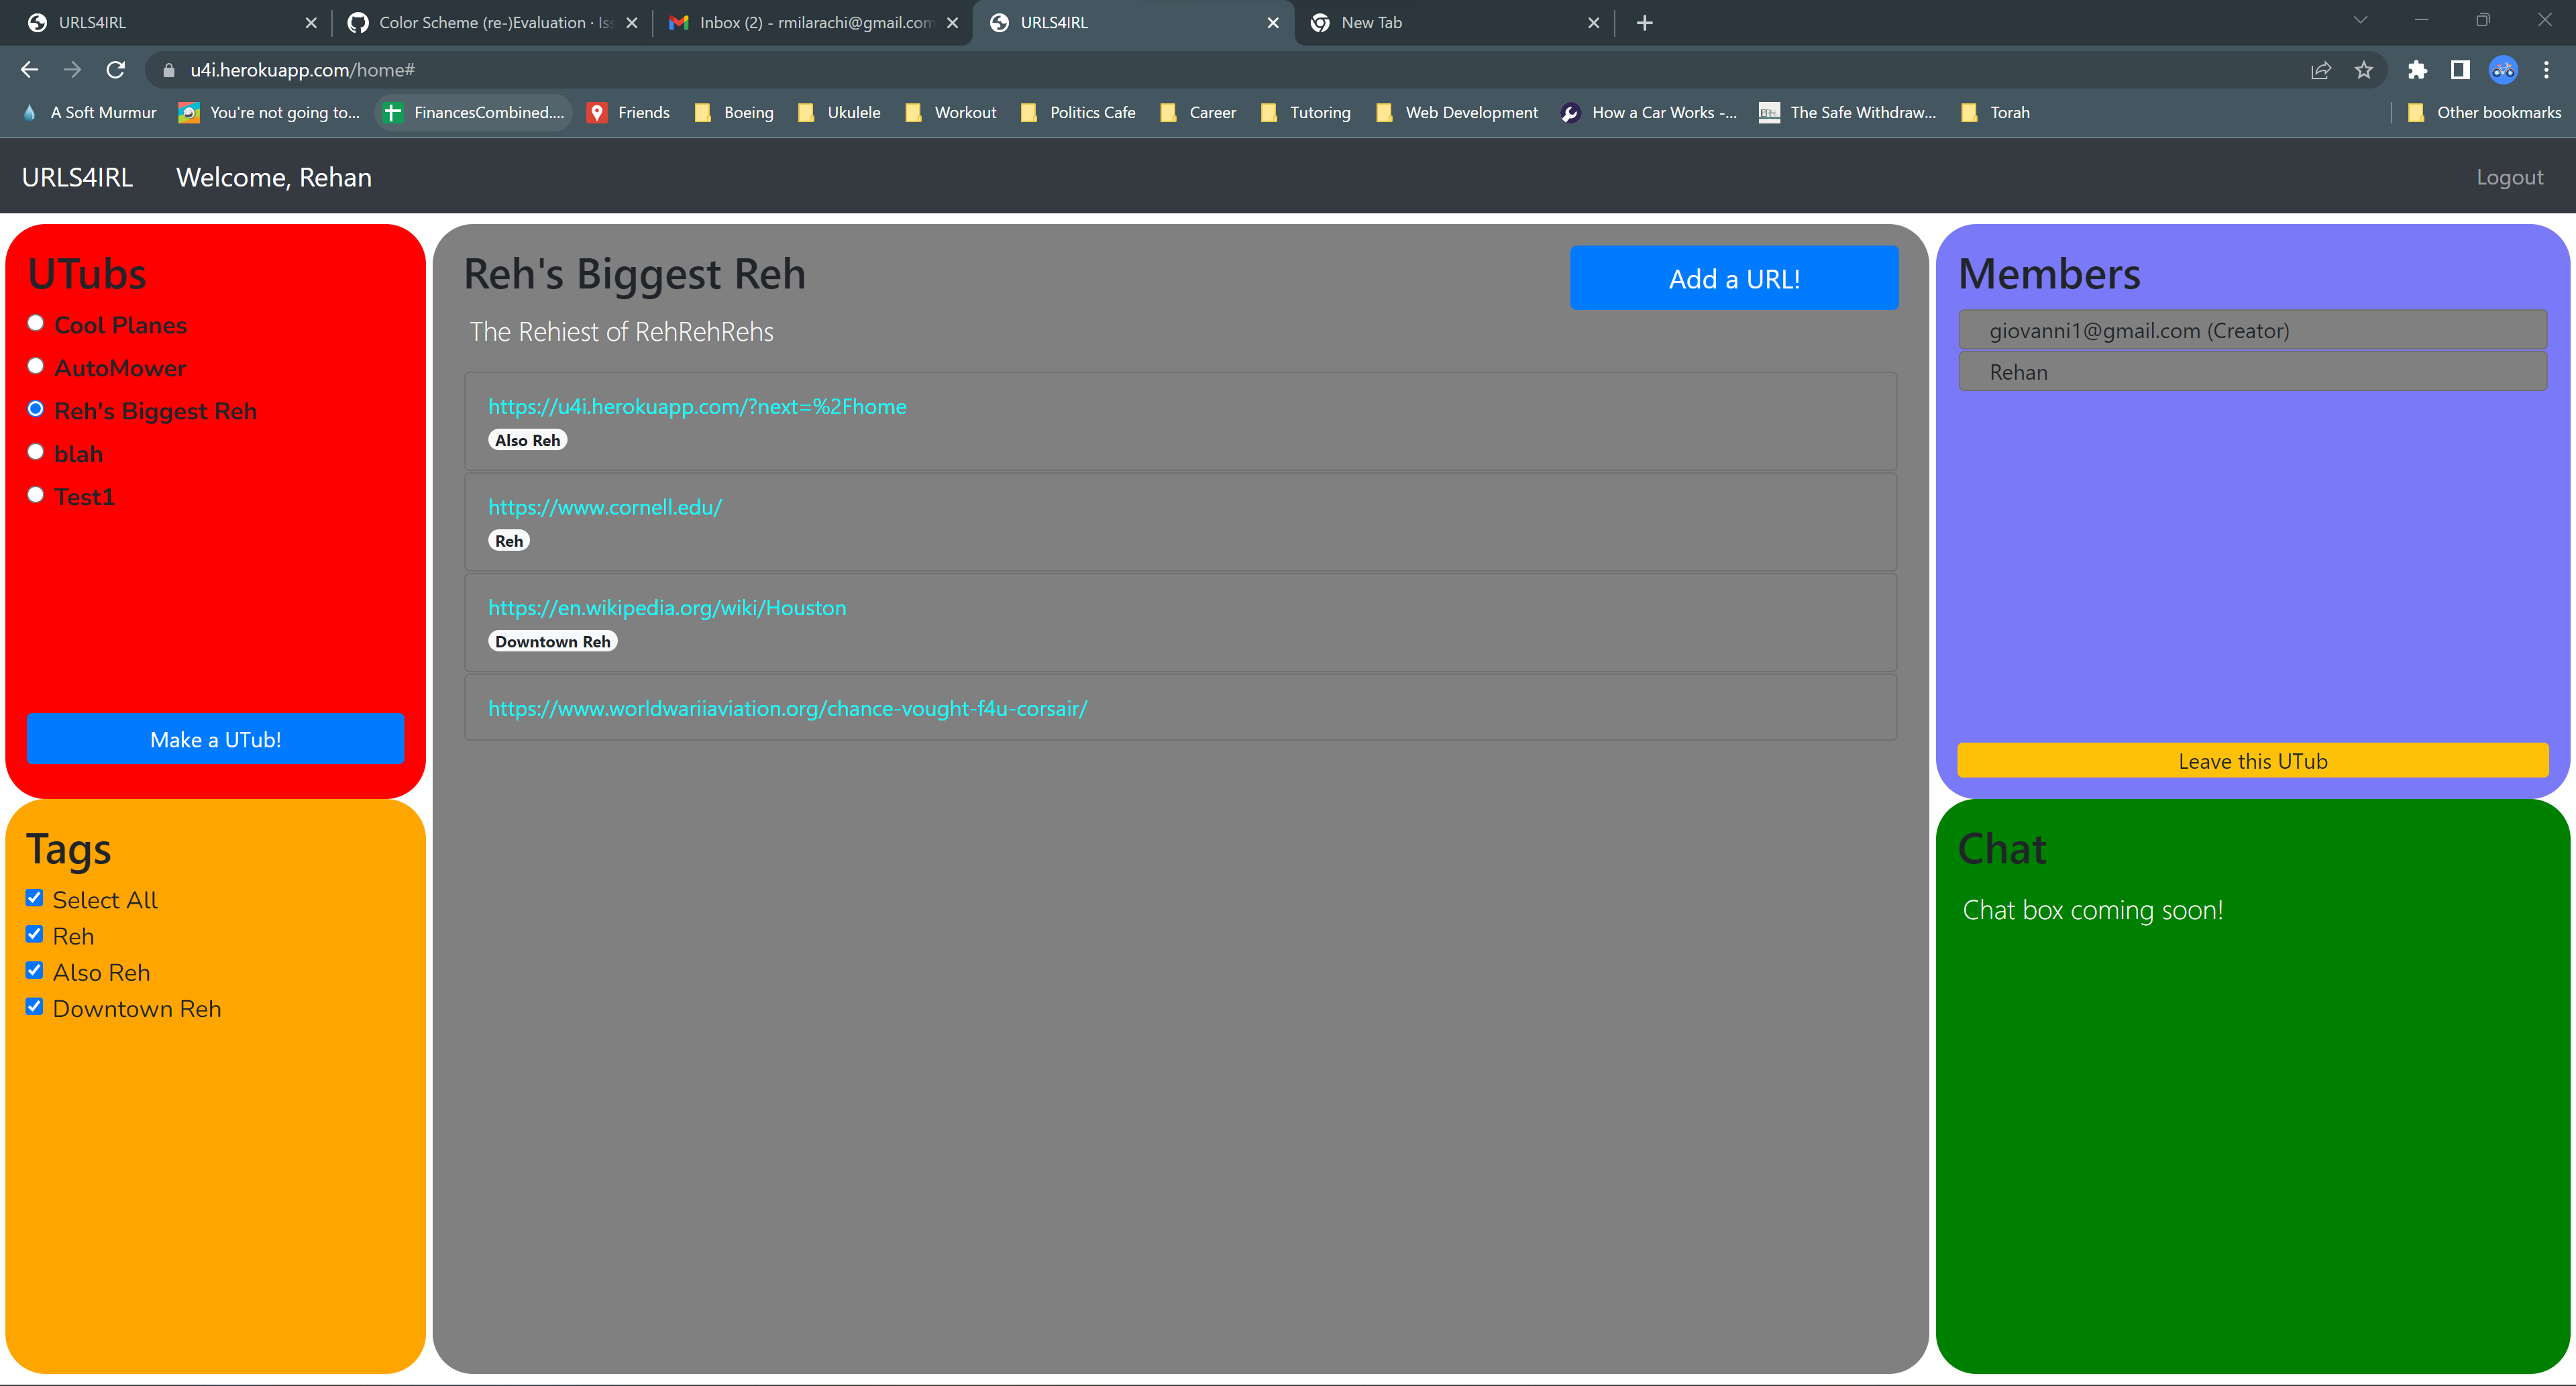 URLS4IRL
Color Scheme (re-)Evaluation · Iss
Inbox (2) - rmilarachi@gmail.com
URLS4IRL
New Tab
u4i.herokuapp.com/home#
A Soft Murmur
You're not going to...
FinancesCombined....
Friends
Boeing
Ukulele
Workout
Politics Cafe
Career
Tutoring
Web Development
How a Car Works -...
The Safe Withdraw...
Torah
Other bookmarks
URLS4IRL
Welcome, Rehan
Logout
UTubs
Cool Planes
AutoMower
Reh's Biggest Reh
blah
Test1
Make a UTub!
Tags
Select All
Reh
Also Reh
Downtown Reh
Reh's Biggest Reh
Add a URL!
The Rehiest of RehRehRehs
https://u4i.herokuapp.com/?next=%2Fhome
Also Reh
https://www.cornell.edu/
Reh
https://en.wikipedia.org/wiki/Houston
Downtown Reh
https://www.worldwariiaviation.org/chance-vought-f4u-corsair/
Members
giovanni1@gmail.com (Creator)
Rehan
Leave this UTub
Chat
Chat box coming soon!